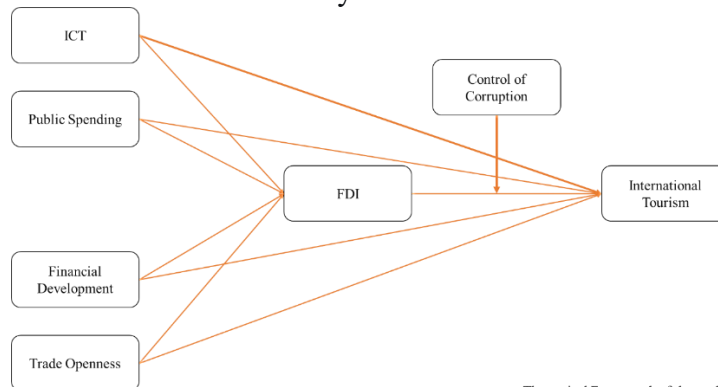 y
ICT
Control of
Corruption
Public Spending
FDI
International
Tourism
Financial
Development
Trade Openness